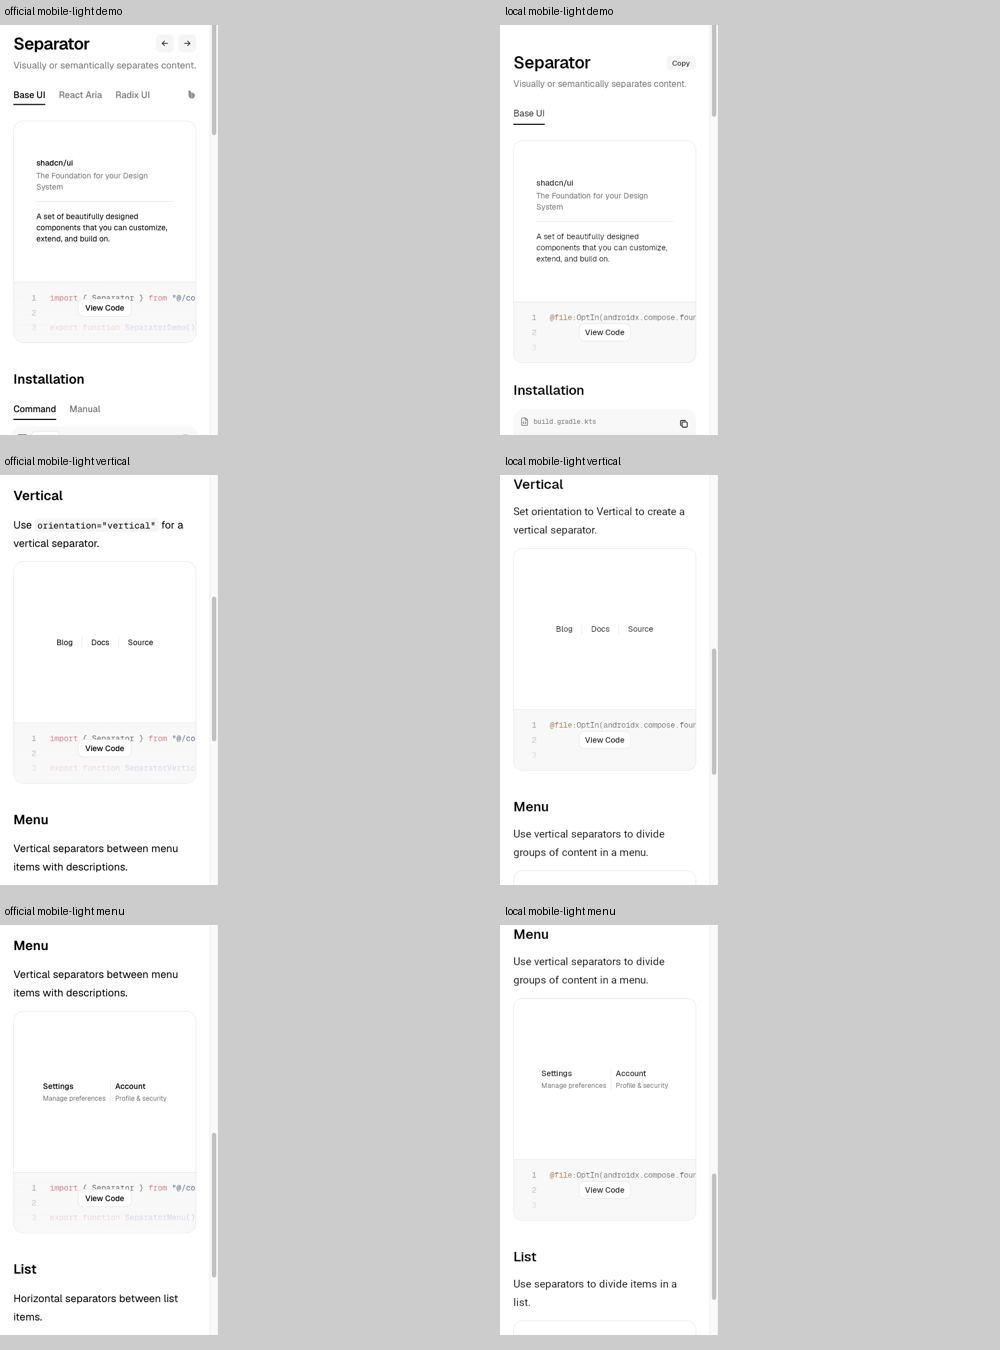 official mobile-light demo
Separator
Visually or semantically separates content.
Base UI React Aria Radix UI
shadcn/ui
The Foundation for your Design
System
A set of beautifully designed
components that you can customize,
extend, and build on.
1 import { Separator } from "@/co
2
View Code
3 export function SeparatorDemo()
Installation
Command Manual
local mobile-light demo
Separator
Copy
Visually or semantically separates content.
Base UI
shadcn/ui
The Foundation for your Design
System
A set of beautifully designed
components that you can customize,
extend, and build on.
1 @file:OptIn(androidx.compose.four
2
View Code
3
Installation
build.gradle.kts
official mobile-light vertical
Vertical
Use orientation="vertical" for a
vertical separator.
Blog Docs Source
1 import { Separator } from "@/co
2
View Code
3 export function SeparatorVertic
Menu
Vertical separators between menu
items with descriptions.
local mobile-light vertical
Vertical
Set orientation to Vertical to create a
vertical separator.
Blog Docs Source
1 @file:OptIn(androidx.compose.four
2
View Code
3
Menu
Use vertical separators to divide
groups of content in a menu.
official mobile-light menu
Menu
Vertical separators between menu
items with descriptions.
Settings Account
Manage preferences Profile & security
1 import { Separator } from "@/co
2
View Code
3 export function SeparatorMenu()
List
Horizontal separators between list
items.
local mobile-light menu
Menu
Use vertical separators to divide
groups of content in a menu.
Settings Account
Manage preferences Profile & security
1 @file:OptIn(androidx.compose.four
2
View Code
3
List
Use separators to divide items in a
list.